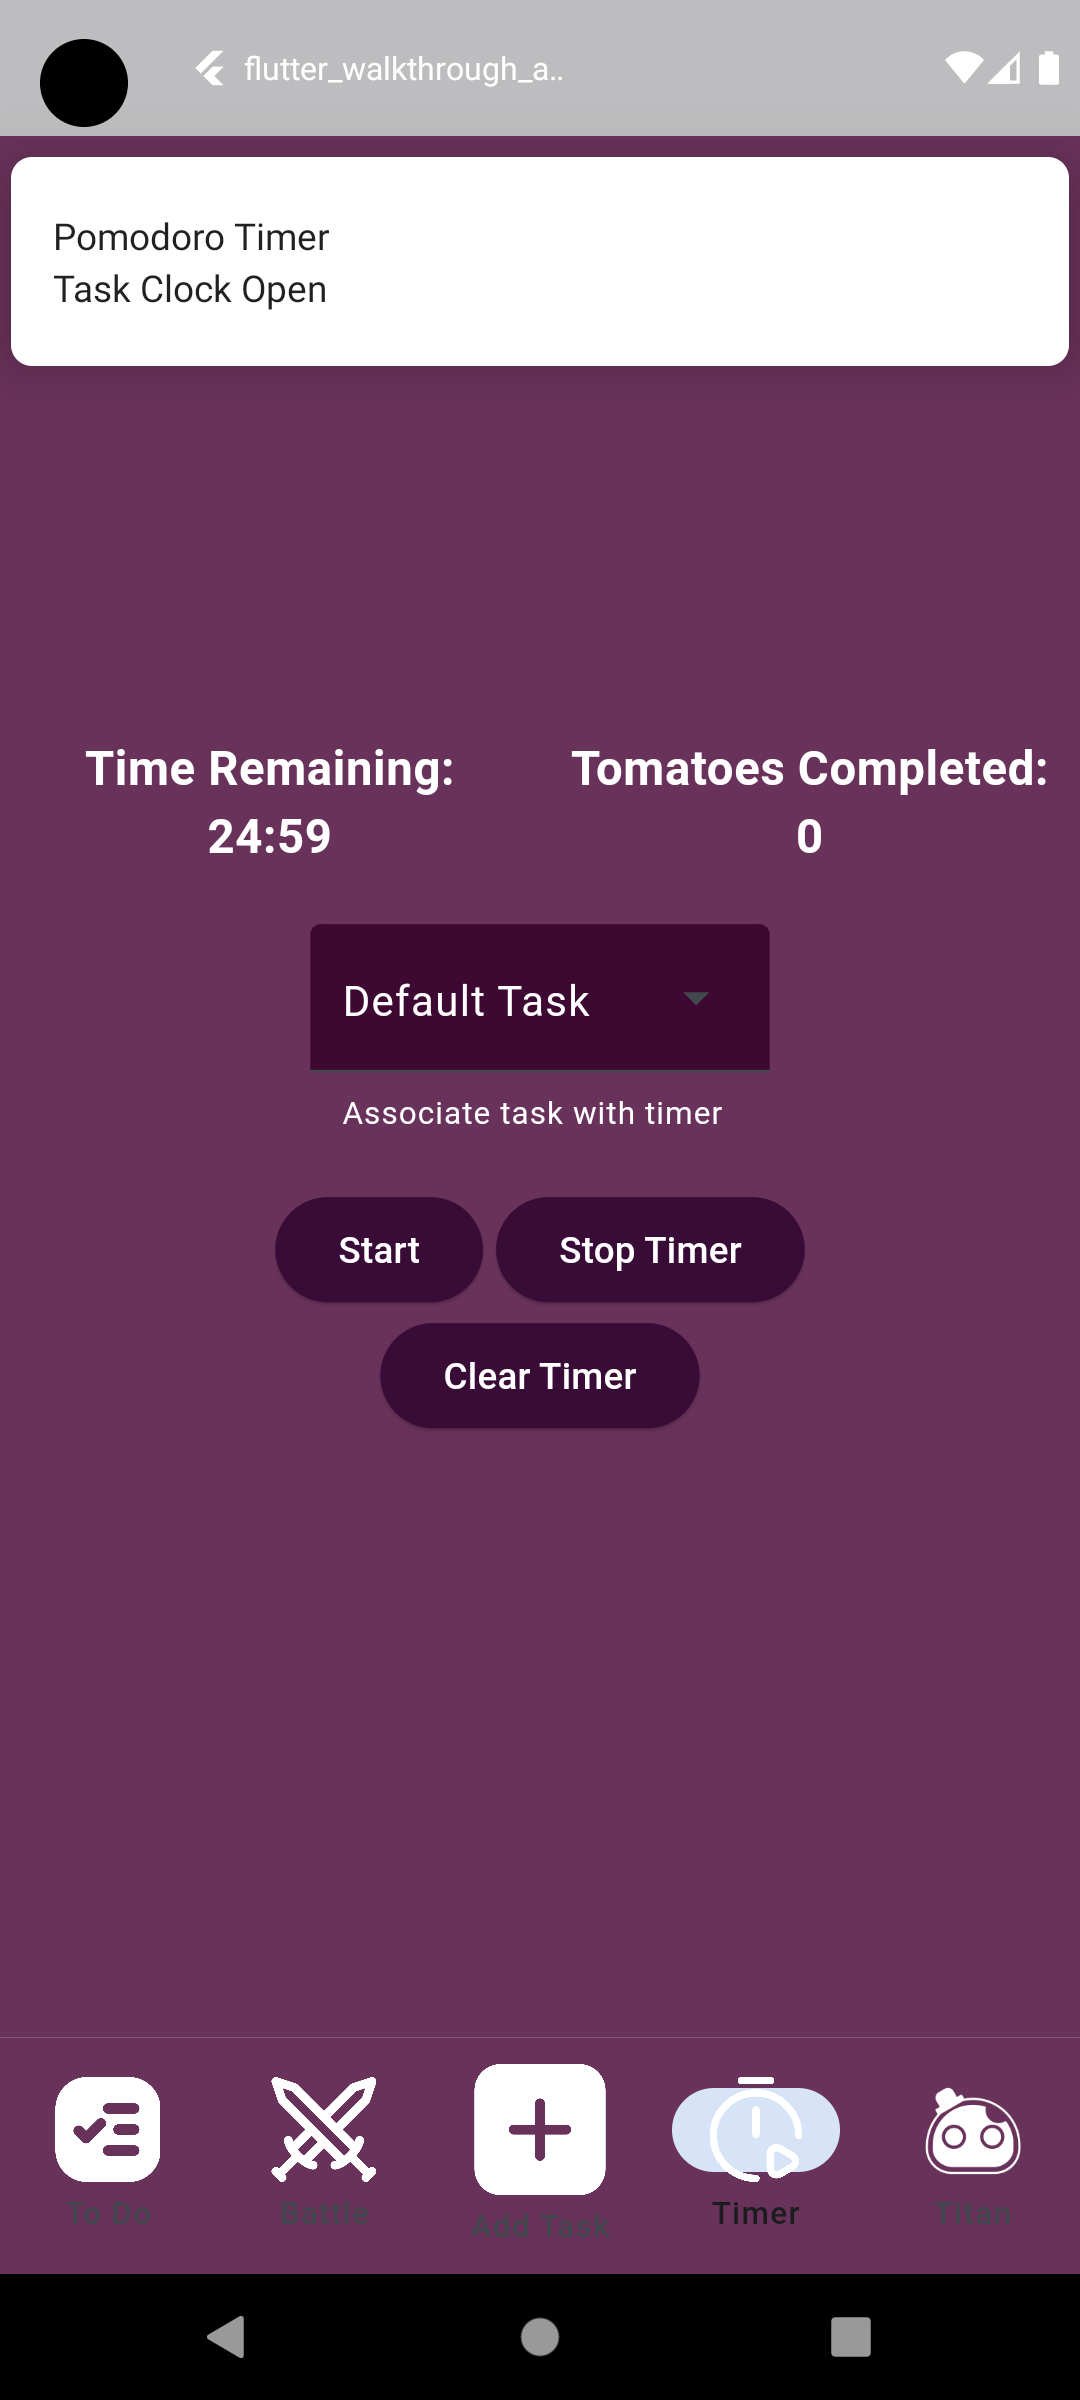 flutter_walkthrough_a..
Pomodoro Timer
Task Clock Open
Time Remaining:
24:59
Tomatoes Completed:
0
Default Task
Associate task with timer
Start
Stop Timer
Clear Timer
To Do
Battle
Add Task
Timer
Titan